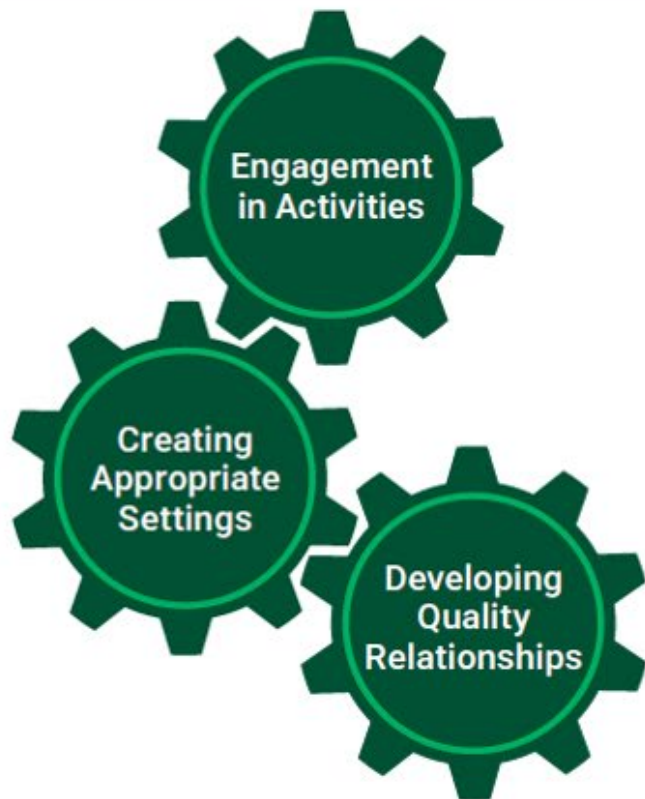 Engagement
in Activities
Creating
Appropriate
Settings
Developing
Quality
Relationships